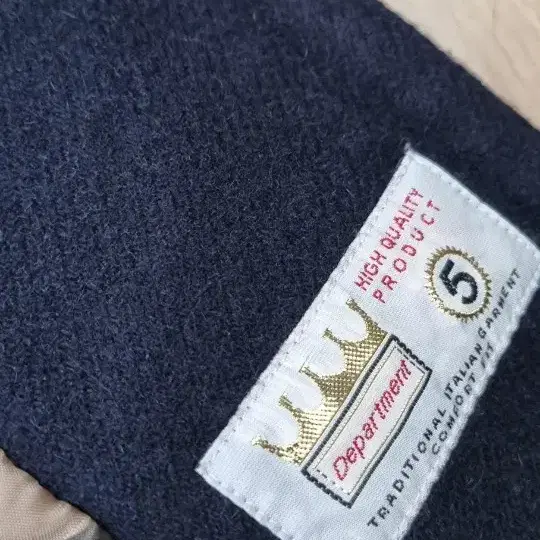 HIGH QUALITY
PRODUCT
5
Department
TRADITIONAL ITALIAN GARMENT
COMFORT FIT